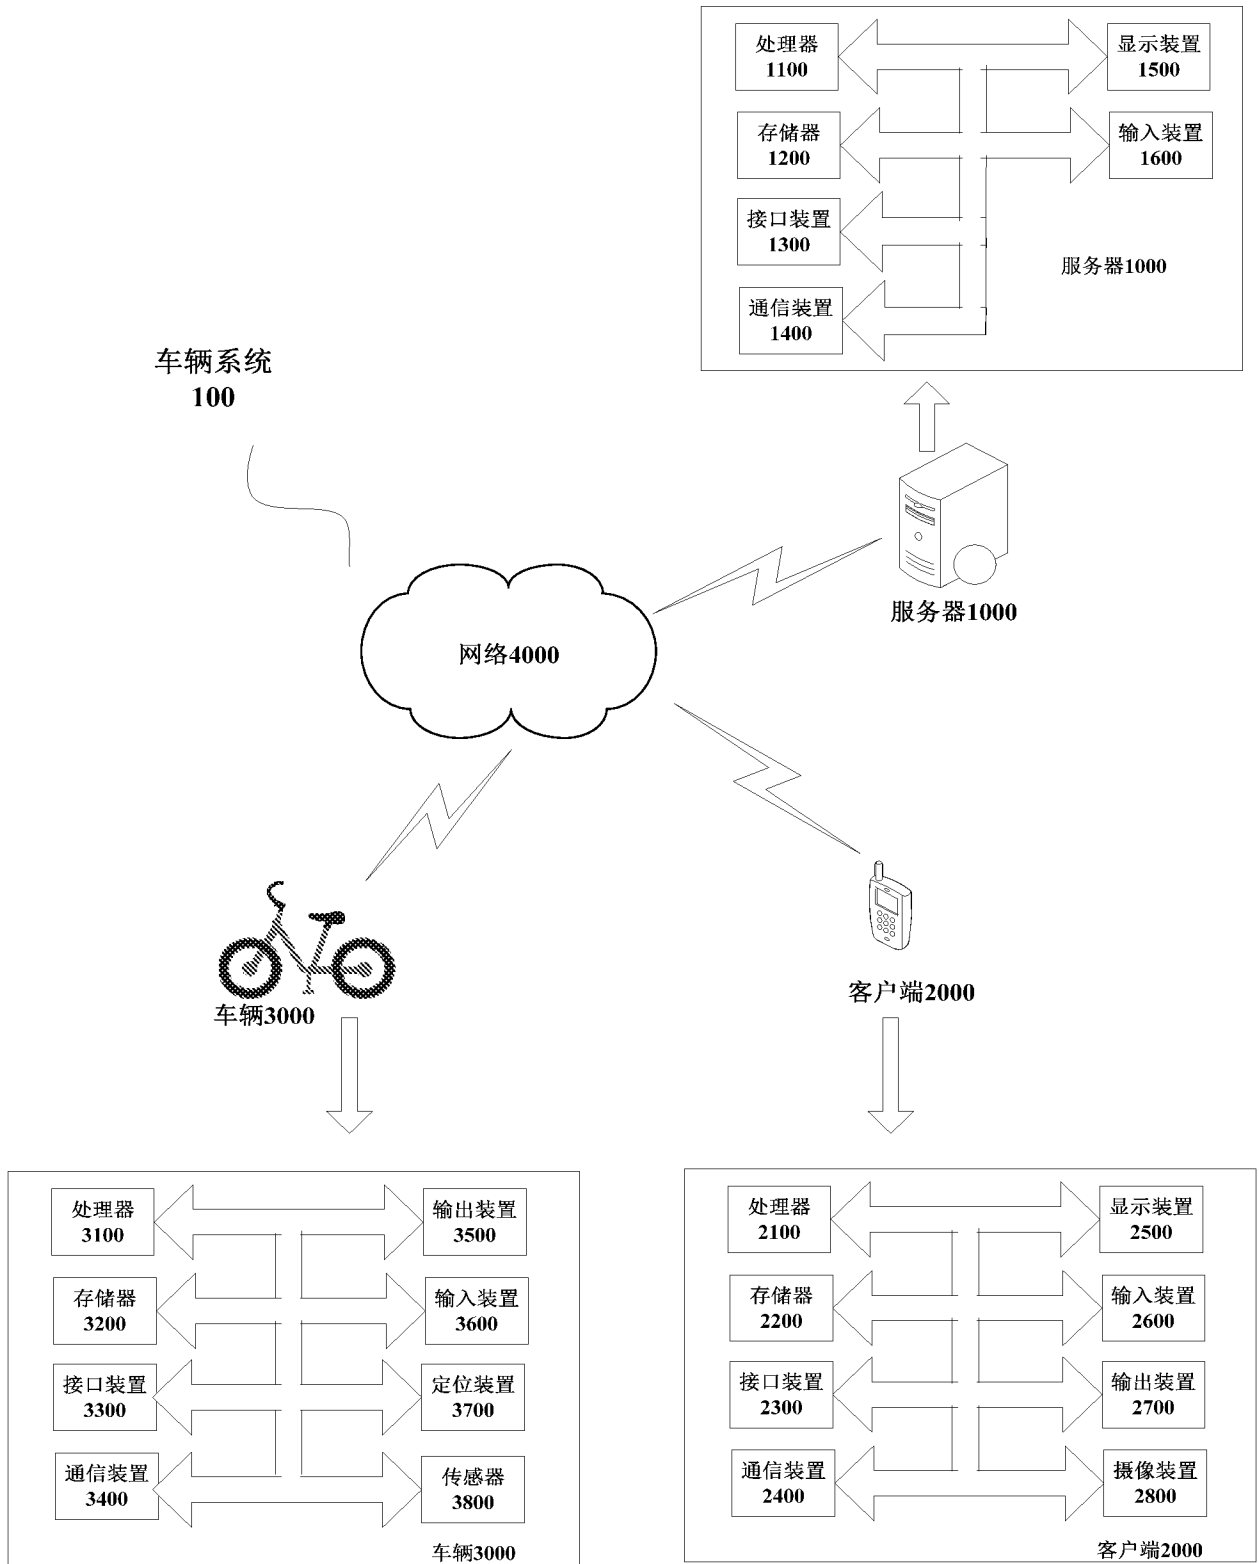 处理器
1100
显示装置
1500
存储器
1200
输入装置
1600
接口装置
1300
服务器1000
通信装置
1400
车辆系统
100
服务器1000
网络4000
车辆3000
客户端2000
处理器
3100
输出装置
3500
存储器
3200
输入装置
3600
接口装置
3300
定位装置
3700
通信装置
3400
传感器
3800
车辆3000
处理器
2100
显示装置
2500
存储器
2200
输入装置
2600
接口装置
2300
输出装置
2700
通信装置
2400
摄像装置
2800
客户端2000